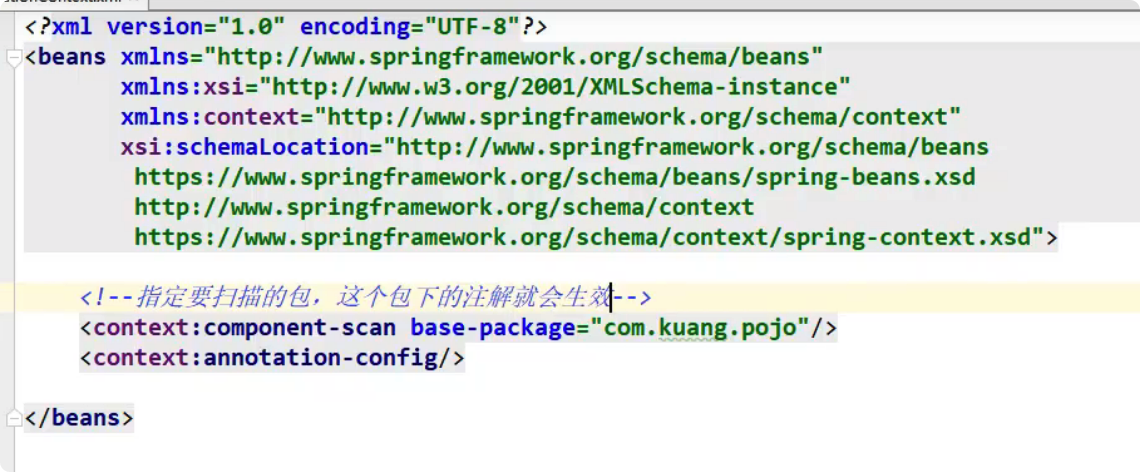 <?xml version="1.0" encoding="UTF-8"?>
<beans xmlns="http://www.springframework.org/schema/beans"
xmlns:xsi="http://www.w3.org/2001/XMLSchema-instance"
xmlns:context="http://www.springframework.org/schema/context"
xsi:schemaLocation="http://www.springframework.org/schema/beans
https://www.springframework.org/schema/beans/spring-beans.xsd
http://www.springframework.org/schema/context
https://www.springframework.org/schema/context/spring-context.xsd">
<!--指定要扫描的包，这个包下的注解就会生效-->
<context:component-scan base-package="com.kuang.pojo"/>
<context:annotation-config/>
</beans>